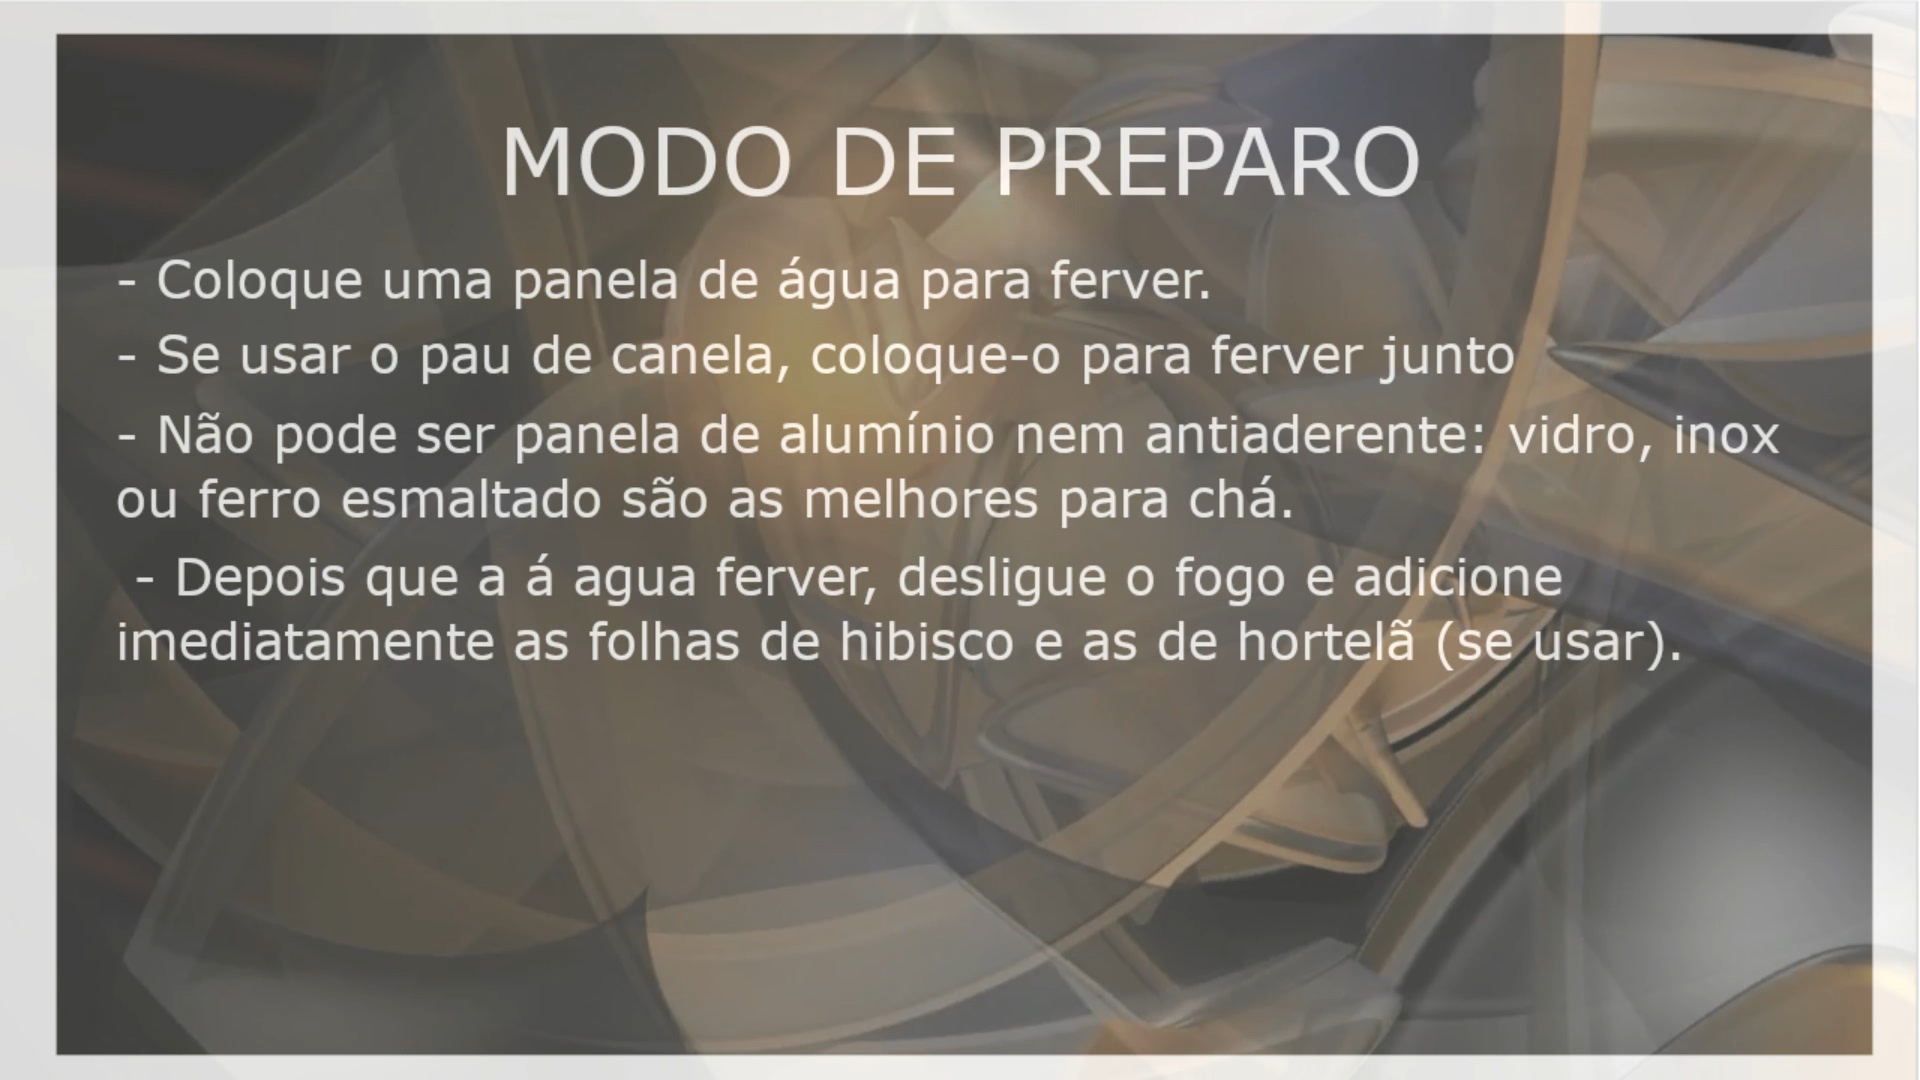 MODO DE PREPARO
- Coloque uma panela de água para ferver.
- Se usar o pau de canela, coloque-o para ferver junto
- Não pode ser panela de alumínio nem antiaderente: vidro, inox
ou ferro esmaltado são as melhores para chá.
- Depois que a á agua ferver, desligue o fogo e adicione
imediatamente as folhas de hibisco e as de hortelã (se usar).